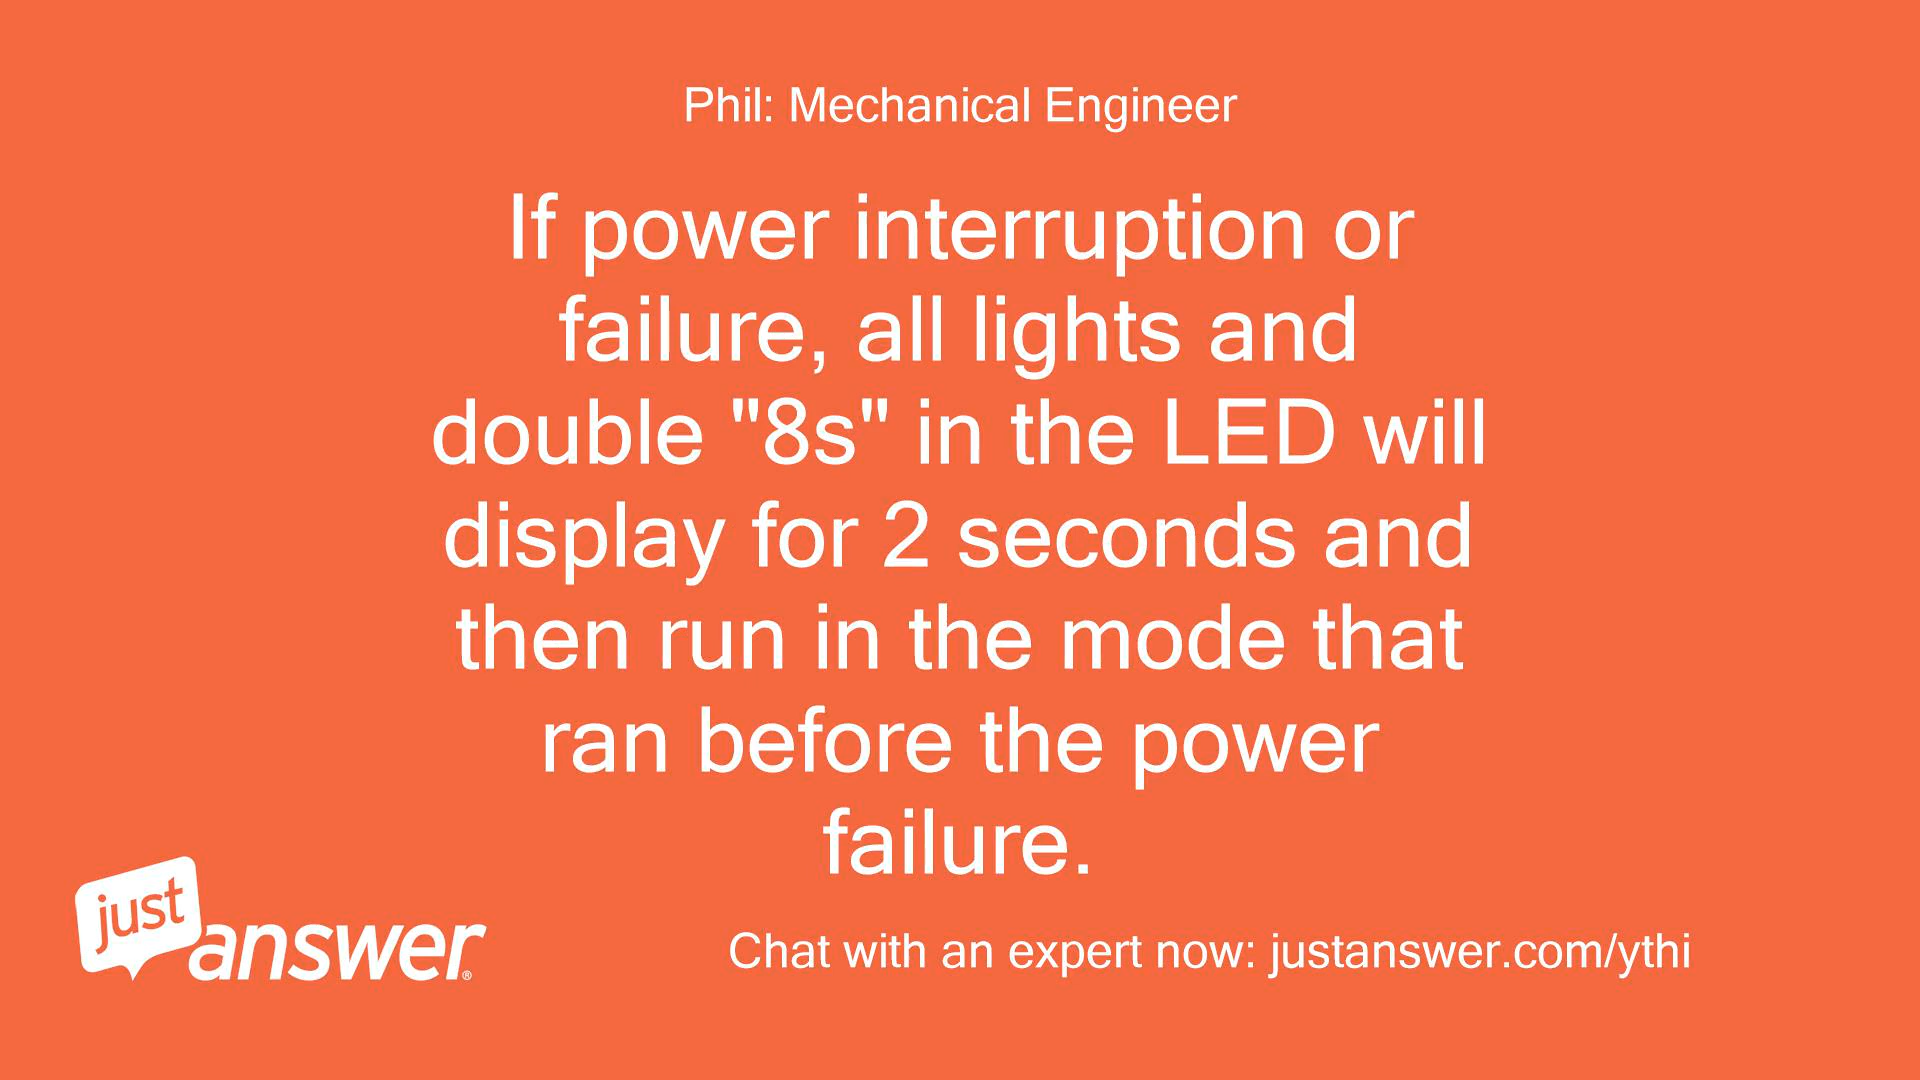 Phil: Mechanical Engineer
If power interruption or
failure, all lights and
double "8s" in the LED will
display for 2 seconds and
then run in the mode that
ran before the power
failure.
just
answer®
Chat with an expert now: justanswer.com/ythi